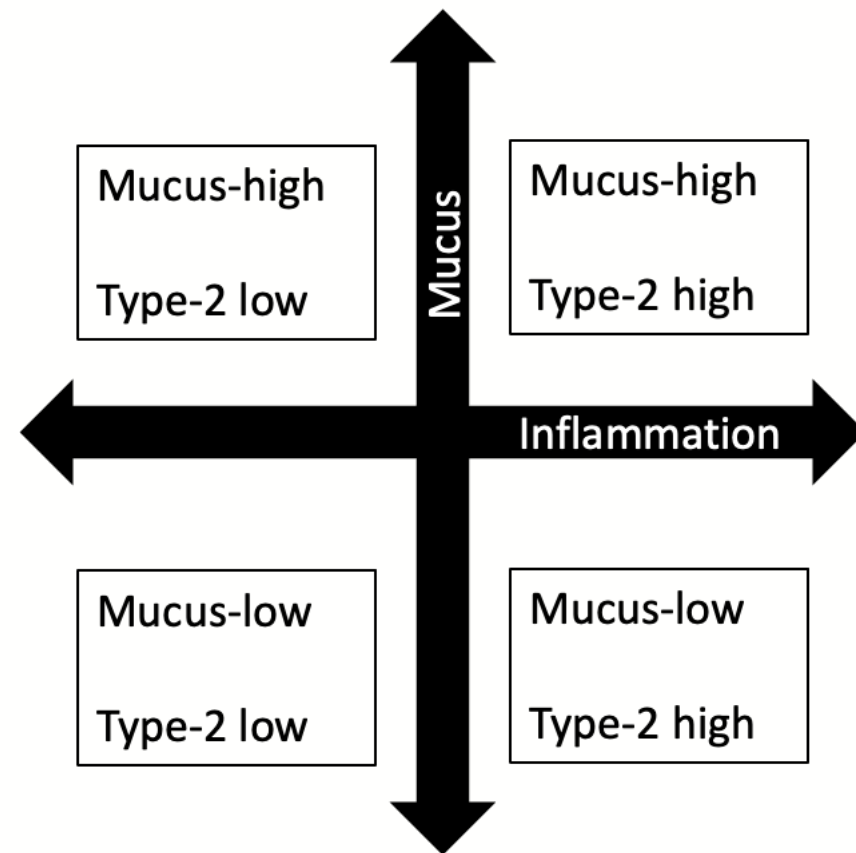 Mucus-high
Type-2 low
Mucus
Mucus-high
Type-2 high
Inflammation
Mucus-low
Type-2 low
Mucus-low
Type-2 high